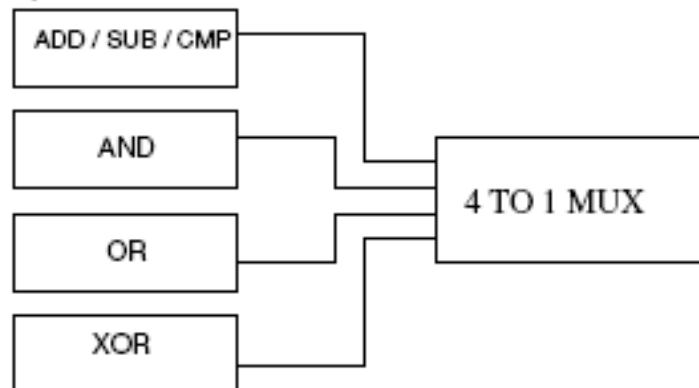 ADD / SUB / CMP
AND
OR
XOR
4 TO 1 MUX